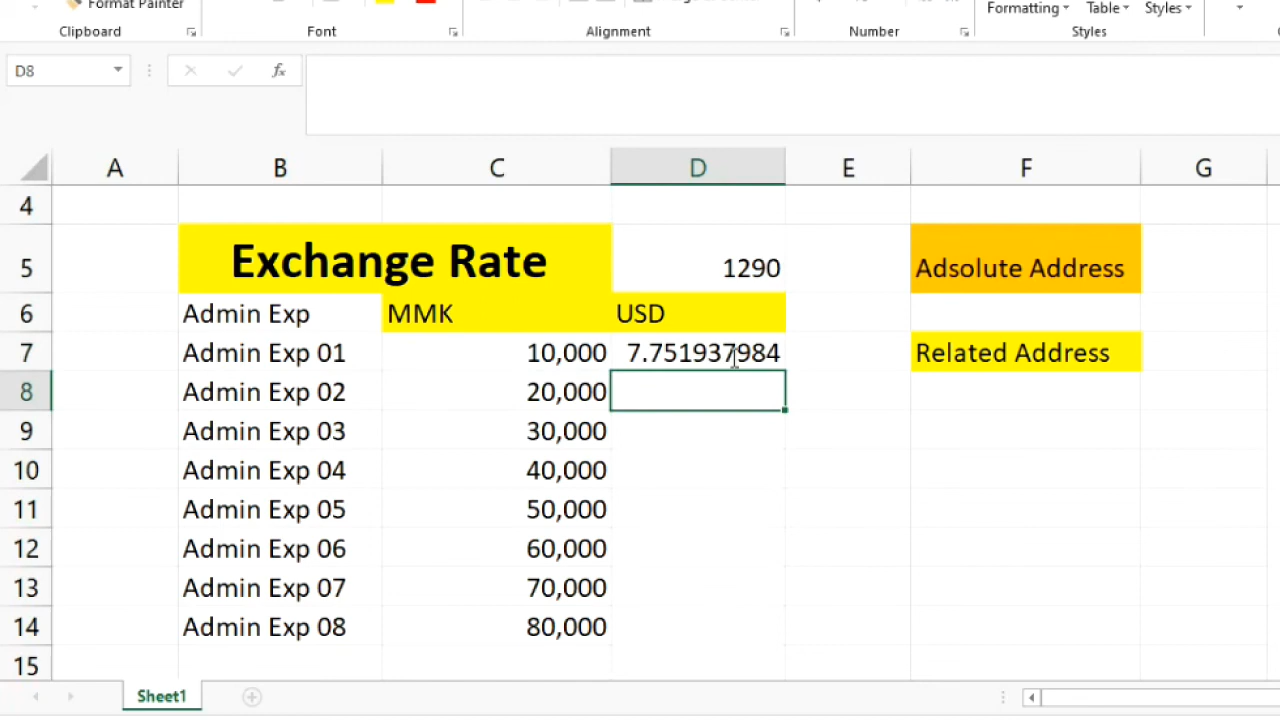 Format Painter
Formatting Table Styles
Clipboard Font Alignment Number Styles
D8 fx
A B C D E F G
4
5 Exchange Rate 1290 Adsolute Address
6 Admin Exp MMK USD
7 Admin Exp 01 10,000 7.751937984 Related Address
8 Admin Exp 02 20,000
9 Admin Exp 03 30,000
10 Admin Exp 04 40,000
11 Admin Exp 05 50,000
12 Admin Exp 06 60,000
13 Admin Exp 07 70,000
14 Admin Exp 08 80,000
15
Sheet1